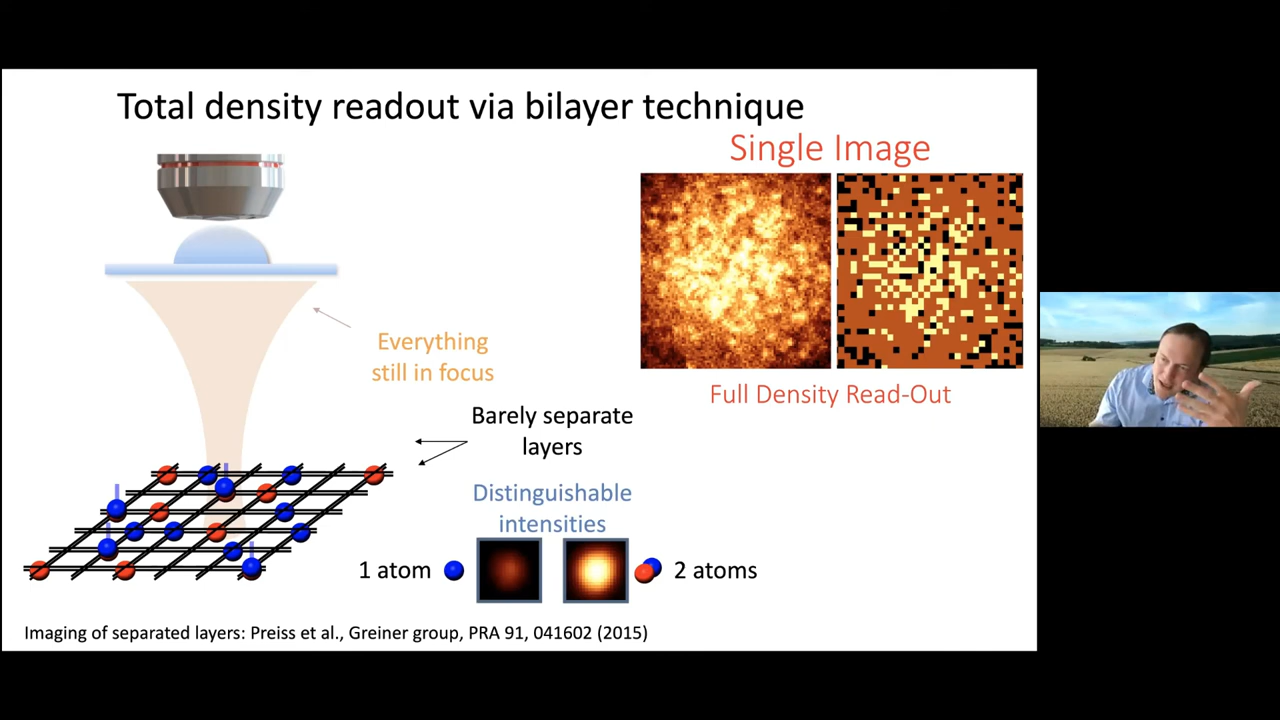 Total density readout via bilayer technique
Single Image
Everything
still in focus
Full Density Read-Out
Barely separate
layers
Distinguishable
intensities
1 atom
2 atoms
Imaging of separated layers: Preiss et al., Greiner group, PRA 91, 041602 (2015)